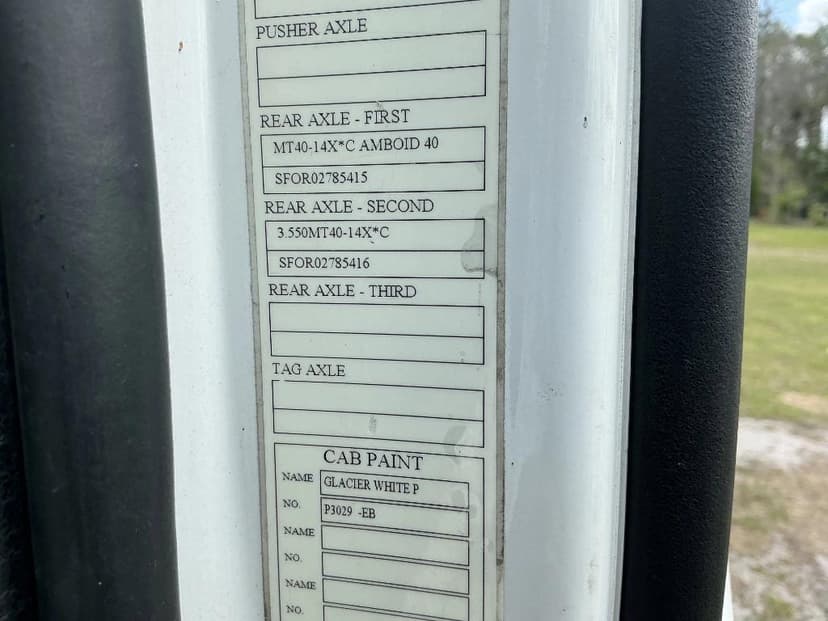 PUSHER AXLE
REAR AXLE - FIRST
MT40-14X*C AMBOID 40
SFOR02785415
REAR AXLE - SECOND
3.550MT40-14X*C
SFOR02785416
REAR AXLE - THIRD
TAG AXLE
CAB PAINT
NAME GLACIER WHITE P
NO. P3029 -EB
NAME
NO.
NAME
NO.